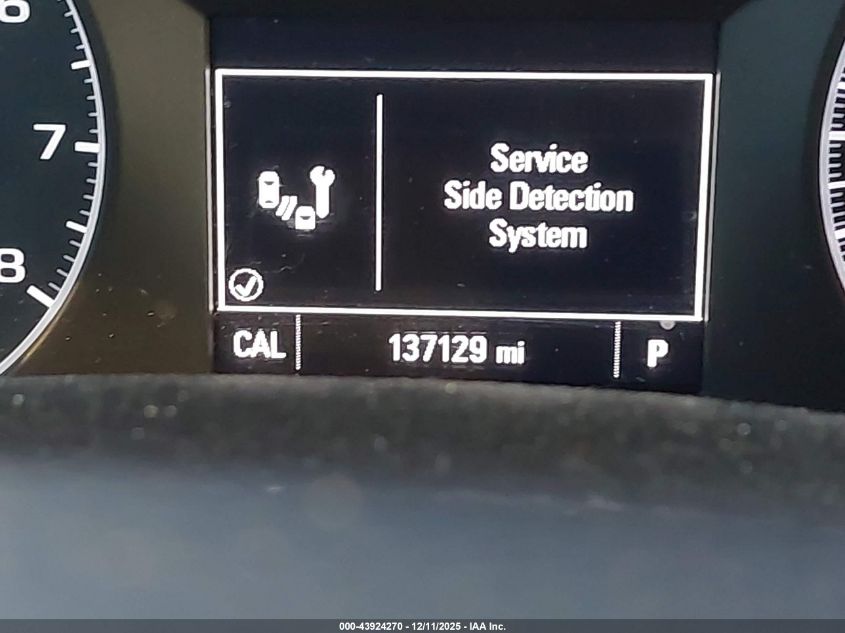 6
7
8
Service
Side Detection
System
CAL 137129 mi P
000-43924270 - 12/11/2025 - IAA Inc.